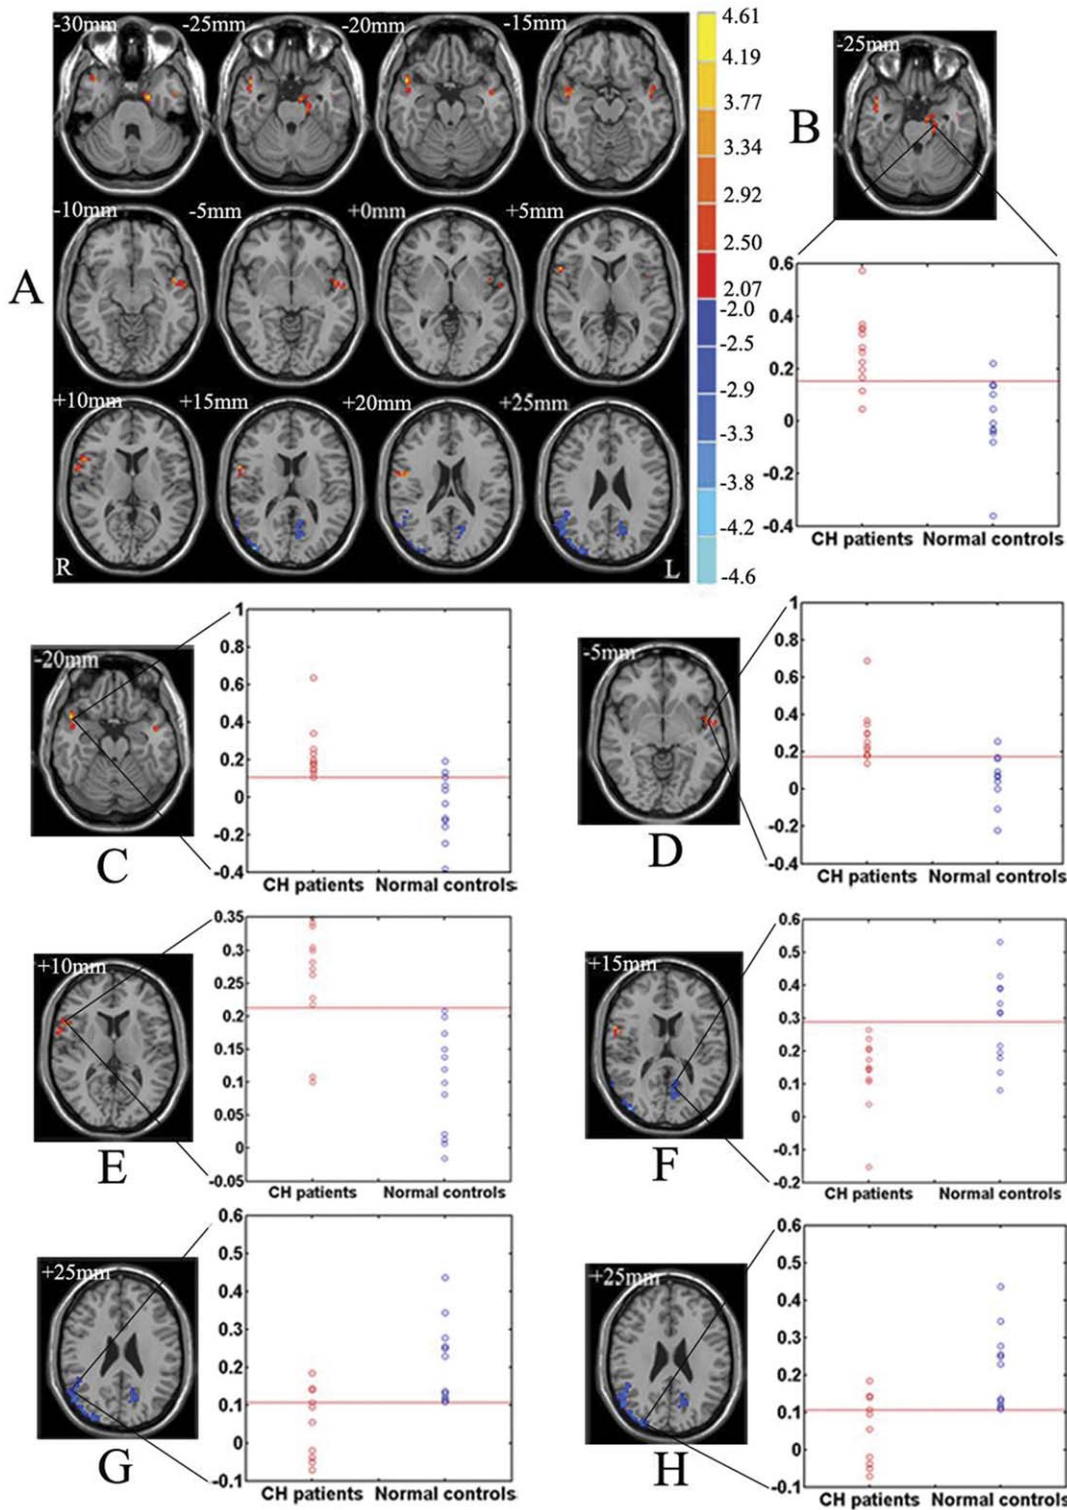 A
-30mm -25mm -20mm -15mm
-10mm -5mm +0mm +5mm
+10mm +15mm +20mm +25mm
R L
4.61
4.19
3.77
3.34
2.92
2.50
2.07
-2.0
-2.5
-2.9
-3.3
-3.8
-4.2
-4.6
B
-25mm
0.6
0.4
0.2
0
-0.2
-0.4
CH patients Normal controls
C
-20mm
1
0.8
0.6
0.4
0.2
0
-0.2
-0.4
CH patients Normal controls
D
-5mm
1
0.8
0.6
0.4
0.2
0
-0.2
-0.4
CH patients Normal controls
E
+10mm
0.35
0.3
0.25
0.2
0.15
0.1
0.05
0
-0.05
CH patients Normal controls
F
+15mm
0.6
0.5
0.4
0.3
0.2
0.1
0
-0.1
-0.2
CH patients Normal controls
G
+25mm
0.6
0.5
0.4
0.3
0.2
0.1
0
-0.1
CH patients Normal controls
H
+25mm
0.6
0.5
0.4
0.3
0.2
0.1
0
-0.1
CH patients Normal controls